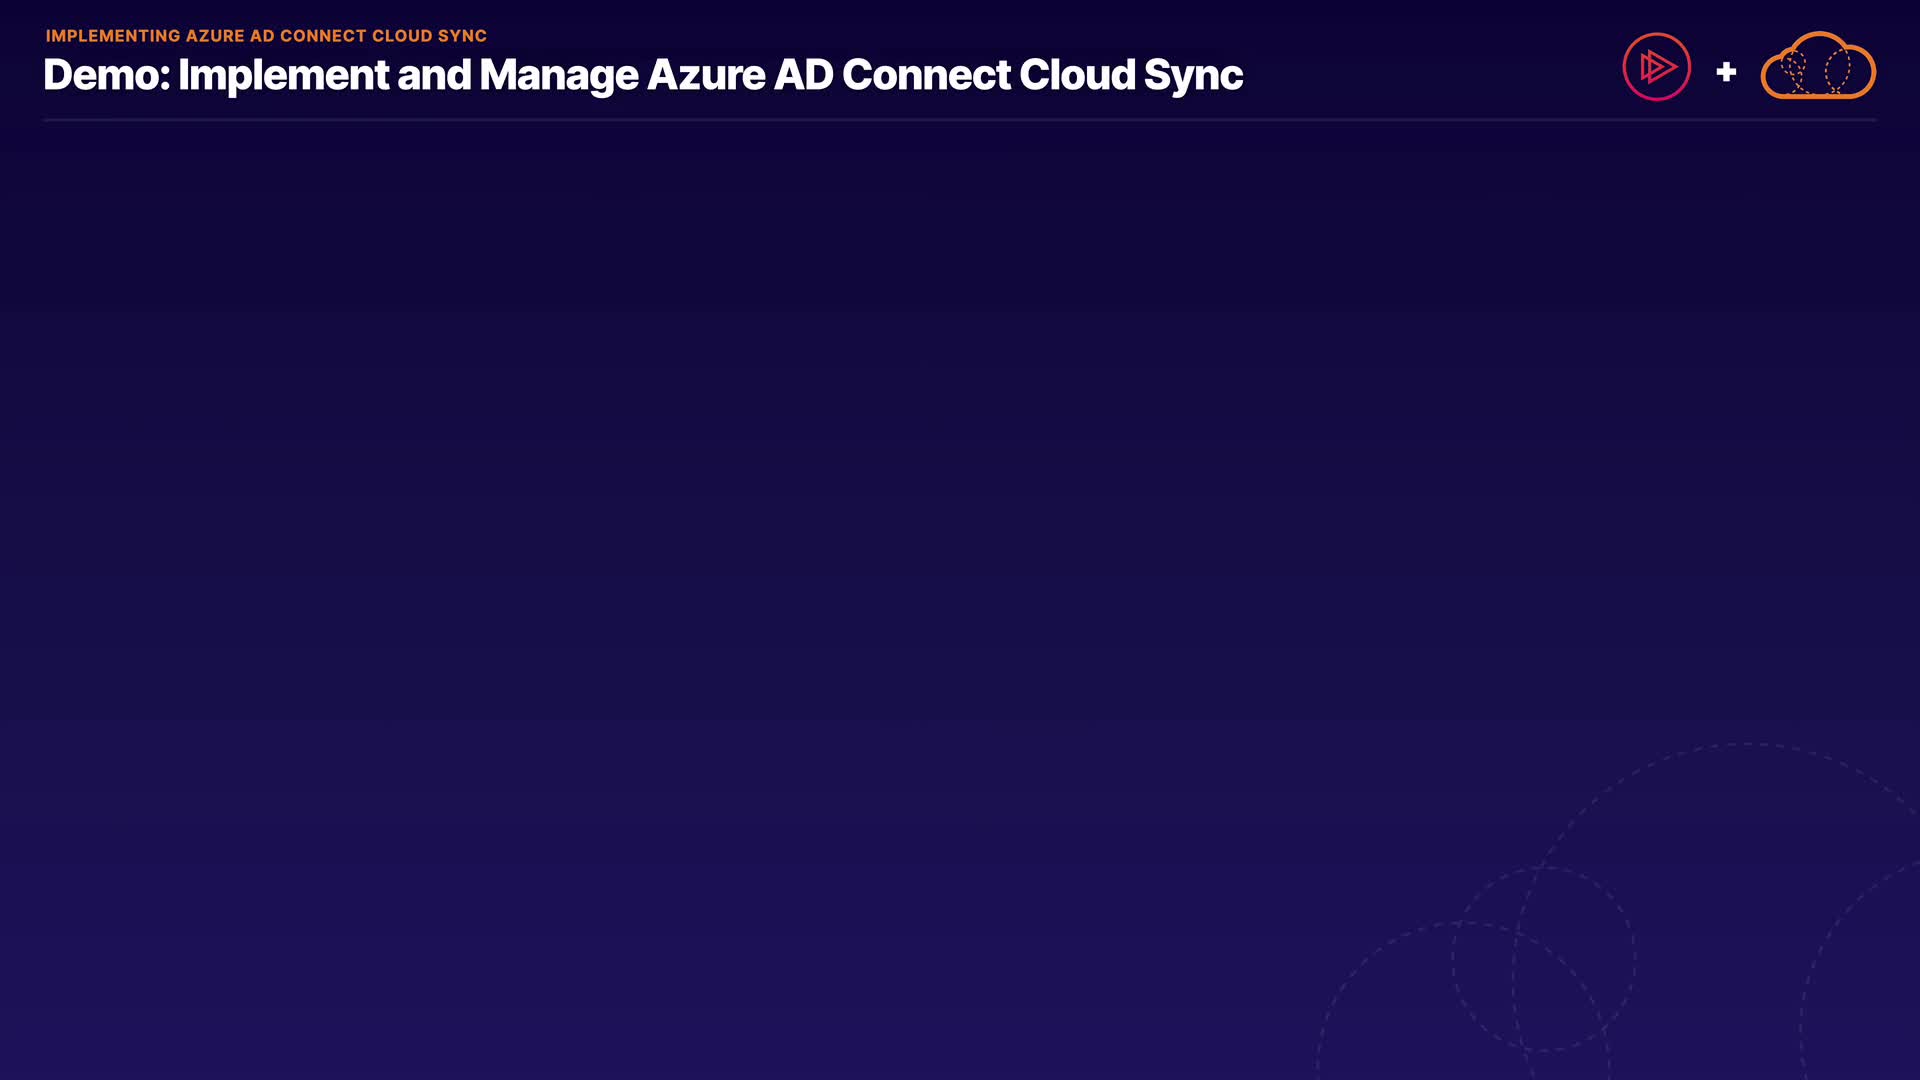 IMPLEMENTING AZURE AD CONNECT CLOUD SYNC
Demo: Implement and Manage Azure AD Connect Cloud Sync
+